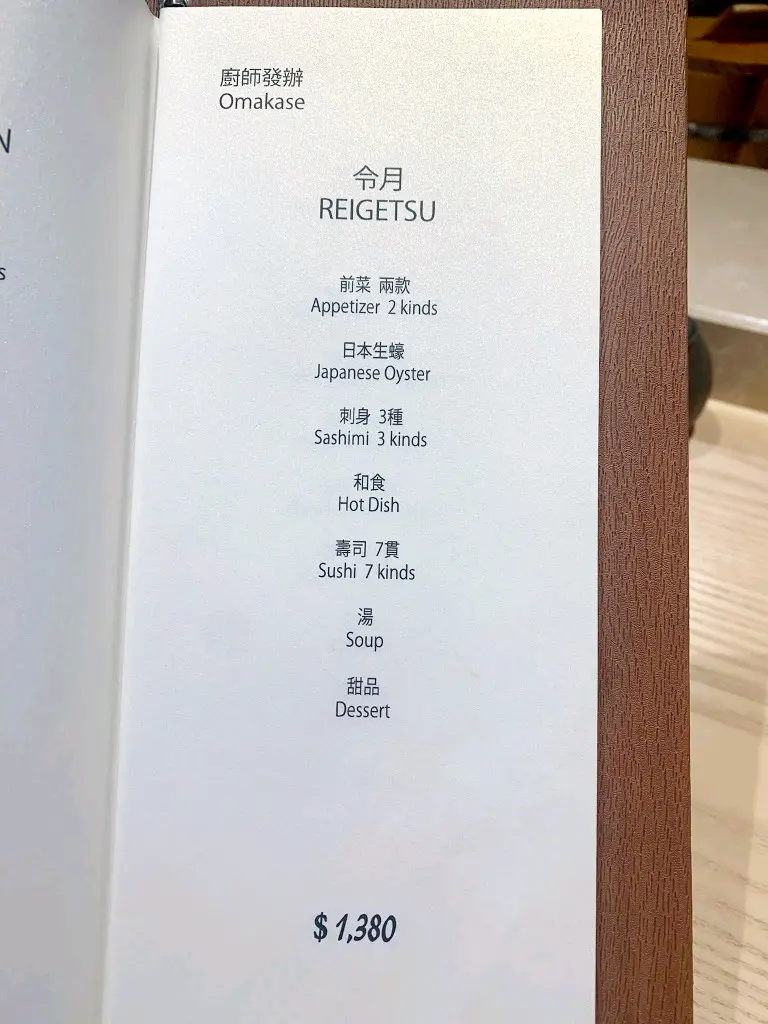 N
s
廚師發辦
Omakase
令月
REIGETSU
前菜 兩款
Appetizer 2 kinds
日本生蠔
Japanese Oyster
刺身 3種
Sashimi 3 kinds
和食
Hot Dish
壽司 7貫
Sushi 7 kinds
湯
Soup
甜品
Dessert
$ 1,380